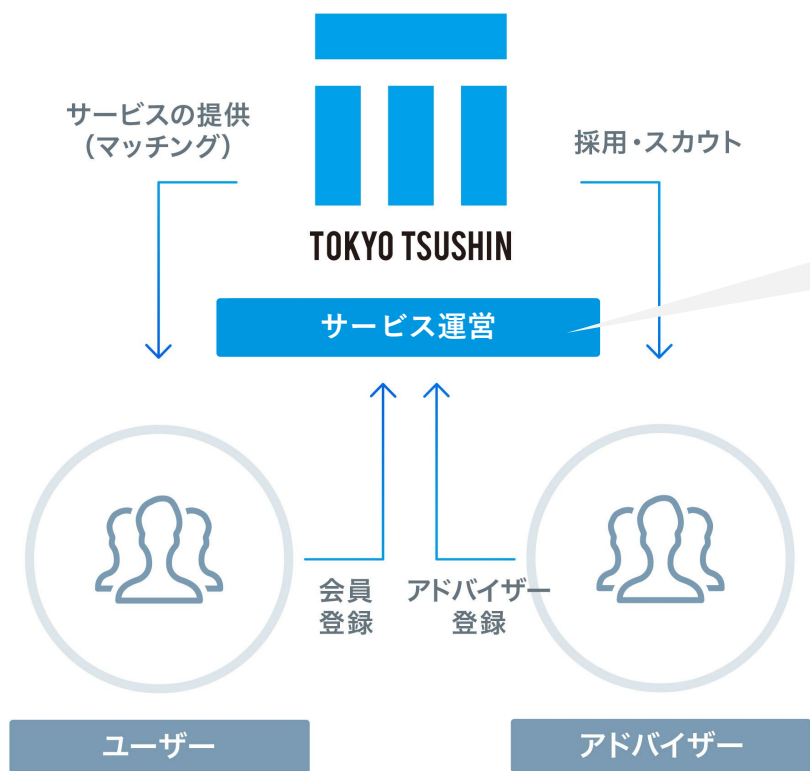 サービスの提供
(マッチング)
採用・スカウト
TOKYO TSUSHIN
サービス運営
会員
登録
アドバイザー
登録
ユーザー
アドバイザー